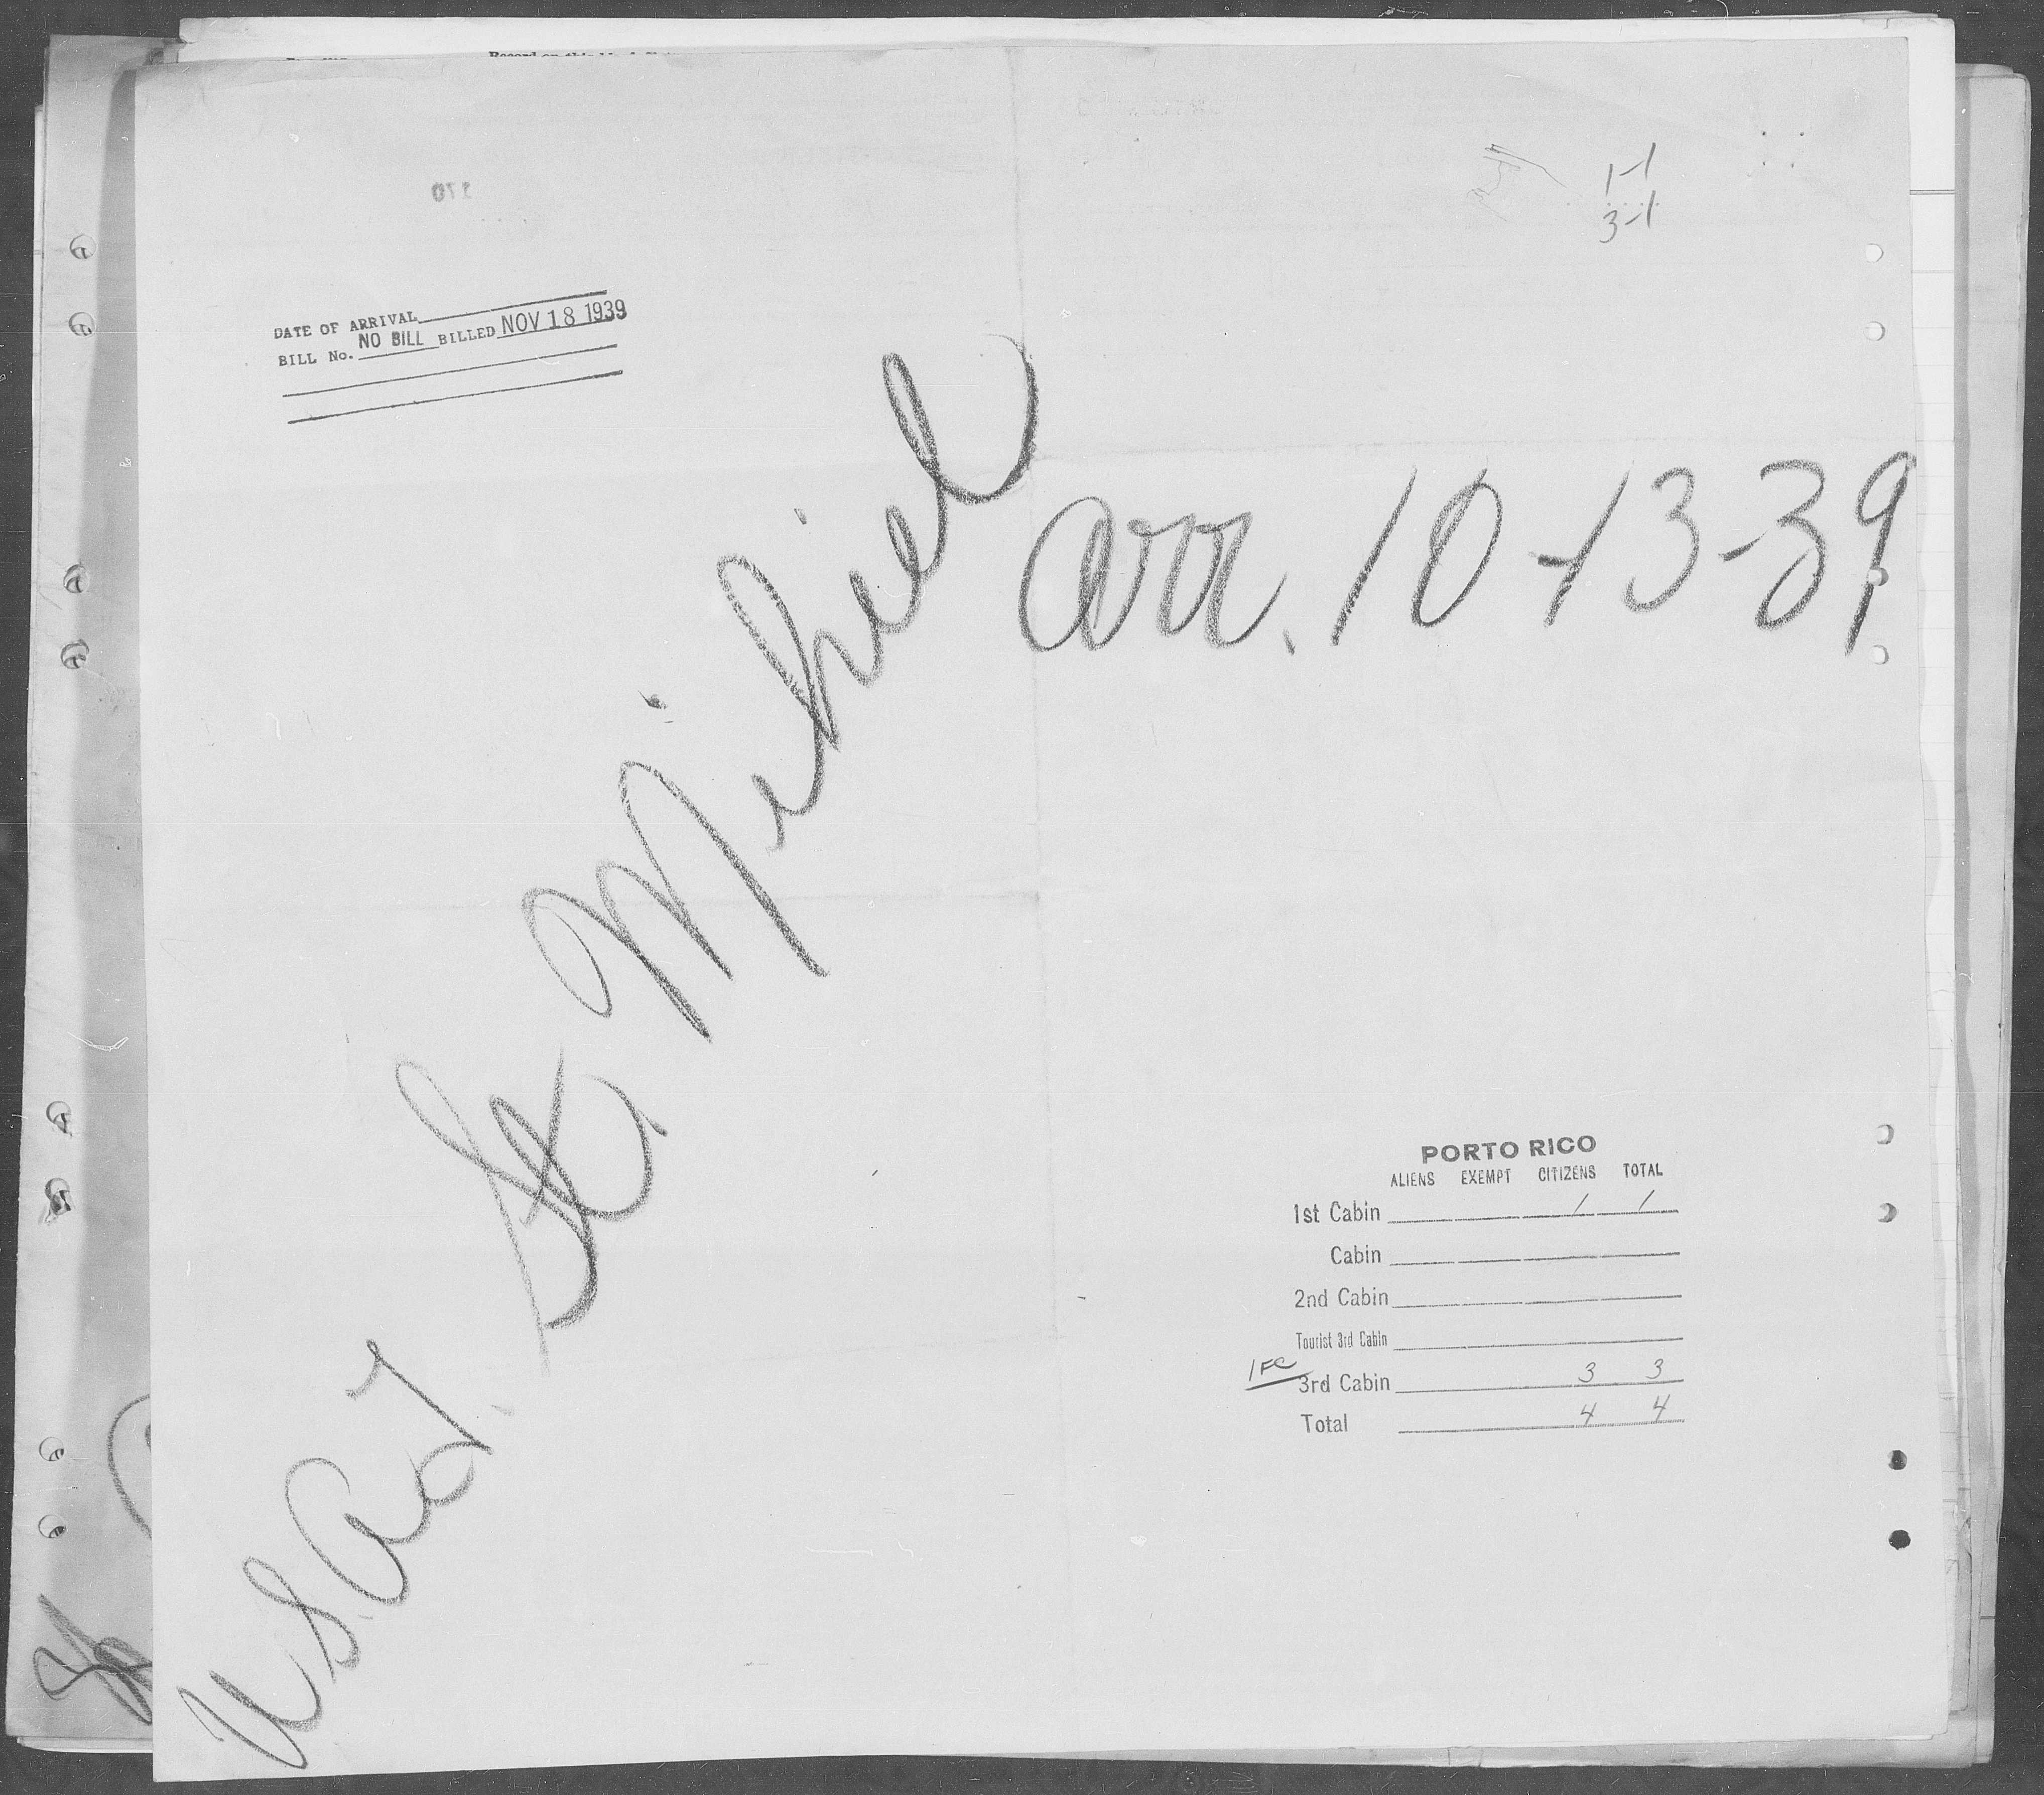 1-1
3-1
DATE OF ARRIVAL
BILL No. NO BILL BILLED NOV 18 1939
U.S.A.T. St Mihiel
arr. 10-13-39
PORTO RICO
ALIENS EXEMPT CITIZENS TOTAL
1st Cabin 1 1
Cabin
2nd Cabin
Tourist 3rd Cabin
1FC 3rd Cabin 3 3
Total 4 4